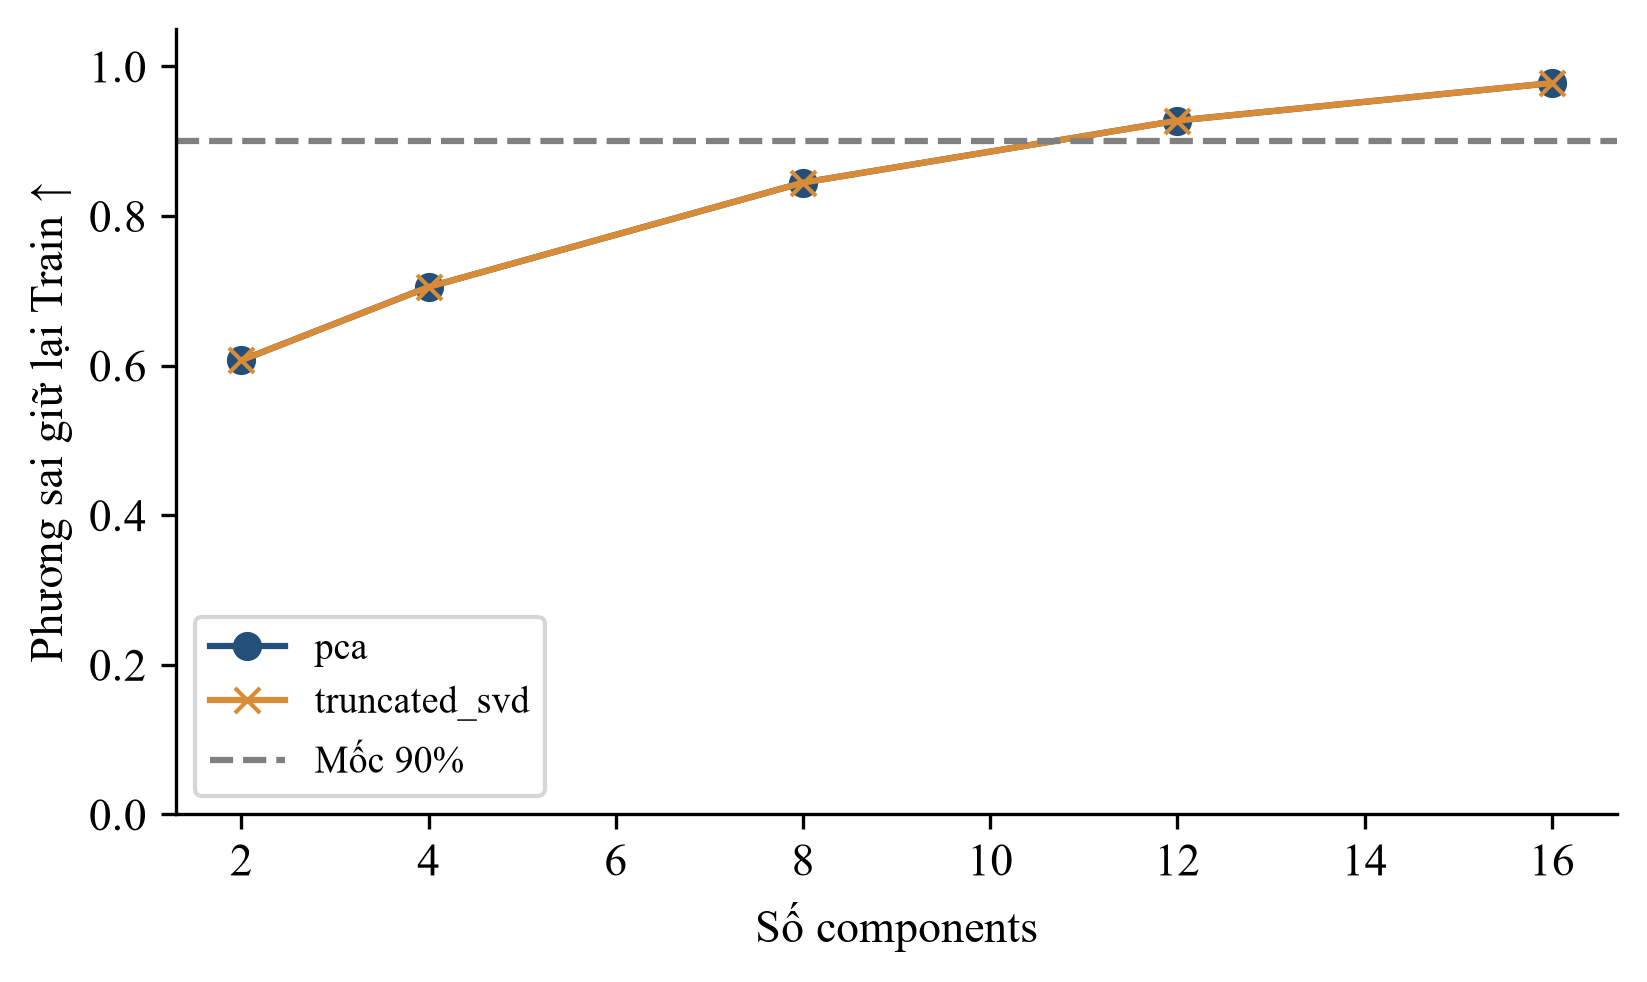 Phương sai giữ lại Train ↑
1.0
0.8
0.6
0.4
0.2
0.0
pca
truncated_svd
Mốc 90%
2 4 6 8 10 12 14 16
Số components